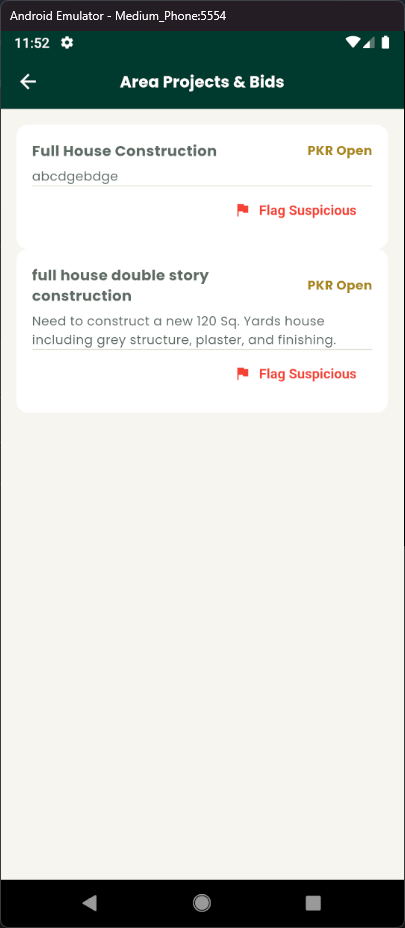 Android Emulator - Medium_Phone:5554
11:52
Area Projects & Bids
Full House Construction
PKR Open
abcdgebdge
Flag Suspicious
full house double story
construction
PKR Open
Need to construct a new 120 Sq. Yards house
including grey structure, plaster, and finishing.
Flag Suspicious